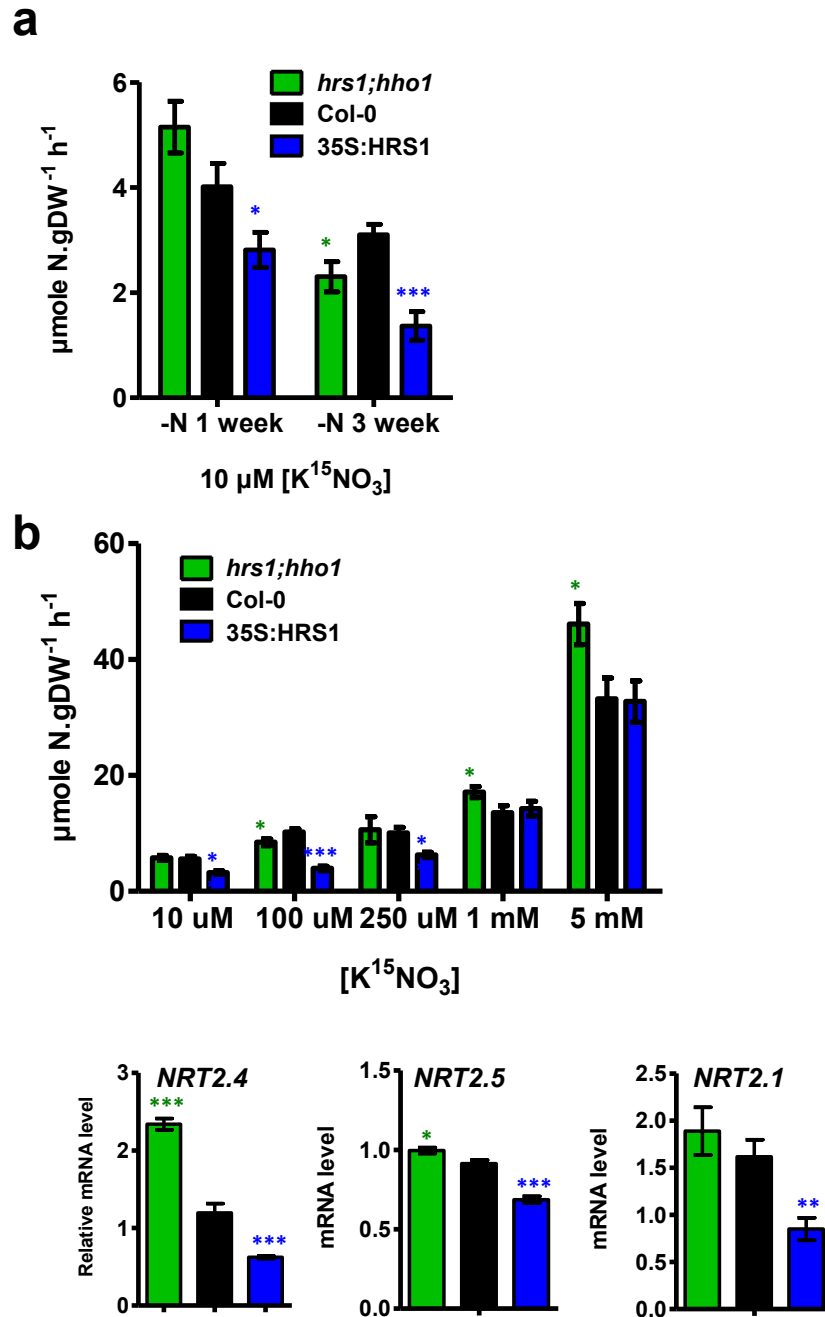 a
6
4
2
0
µmole N.gDW⁻¹ h⁻¹
hrs1;hho1
Col-0
35S:HRS1
*
*
***
-N 1 week -N 3 week
10 µM [K¹⁵NO₃]
b
60
40
20
0
µmole N.gDW⁻¹ h⁻¹
hrs1;hho1
Col-0
35S:HRS1
*
*
***
*
*
*
10 uM 100 uM 250 uM 1 mM 5 mM
[K¹⁵NO₃]
NRT2.4
3
2
1
0
Relative mRNA level
***
***
NRT2.5
1.5
1.0
0.5
0.0
mRNA level
*
***
NRT2.1
2.5
2.0
1.5
1.0
0.5
0.0
mRNA level
**